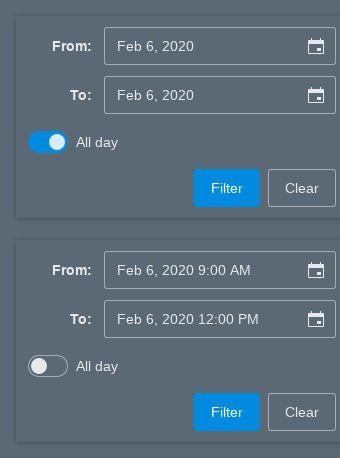 From: Feb 6, 2020
To: Feb 6, 2020
All day
Filter Clear
From: Feb 6, 2020 9:00 AM
To: Feb 6, 2020 12:00 PM
All day
Filter Clear